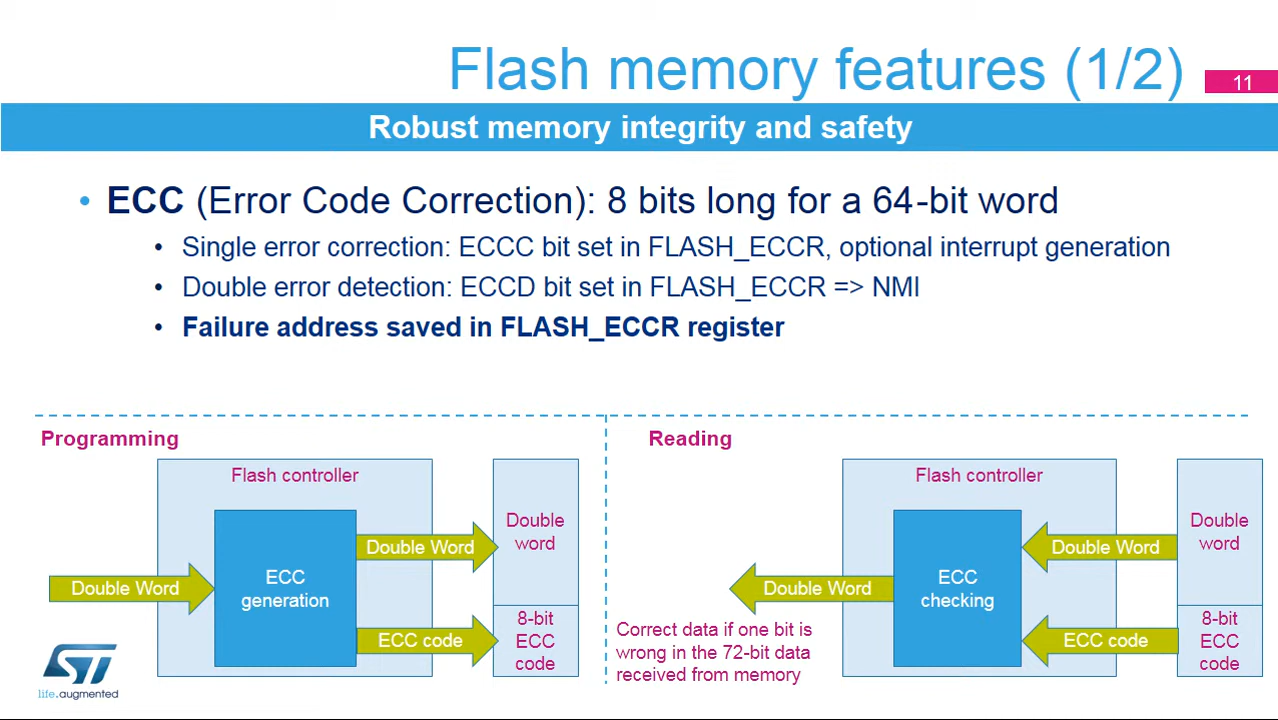 Flash memory features (1/2)
11
Robust memory integrity and safety
• ECC (Error Code Correction): 8 bits long for a 64-bit word
• Single error correction: ECCC bit set in FLASH_ECCR, optional interrupt generation
• Double error detection: ECCD bit set in FLASH_ECCR => NMI
• Failure address saved in FLASH_ECCR register
Programming
Flash controller
Double Word
ECC
generation
Double Word
ECC code
Double
word
8-bit
ECC
code
Reading
Flash controller
Double Word
ECC
checking
Double Word
ECC code
Double
word
8-bit
ECC
code
Correct data if one bit is
wrong in the 72-bit data
received from memory
ST
life.augmented